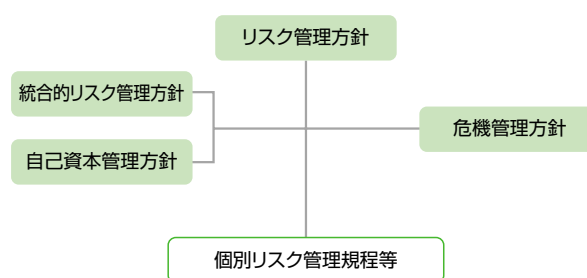 リスク管理方針
統合的リスク管理方針
危機管理方針
自己資本管理方針
個別リスク管理規程等